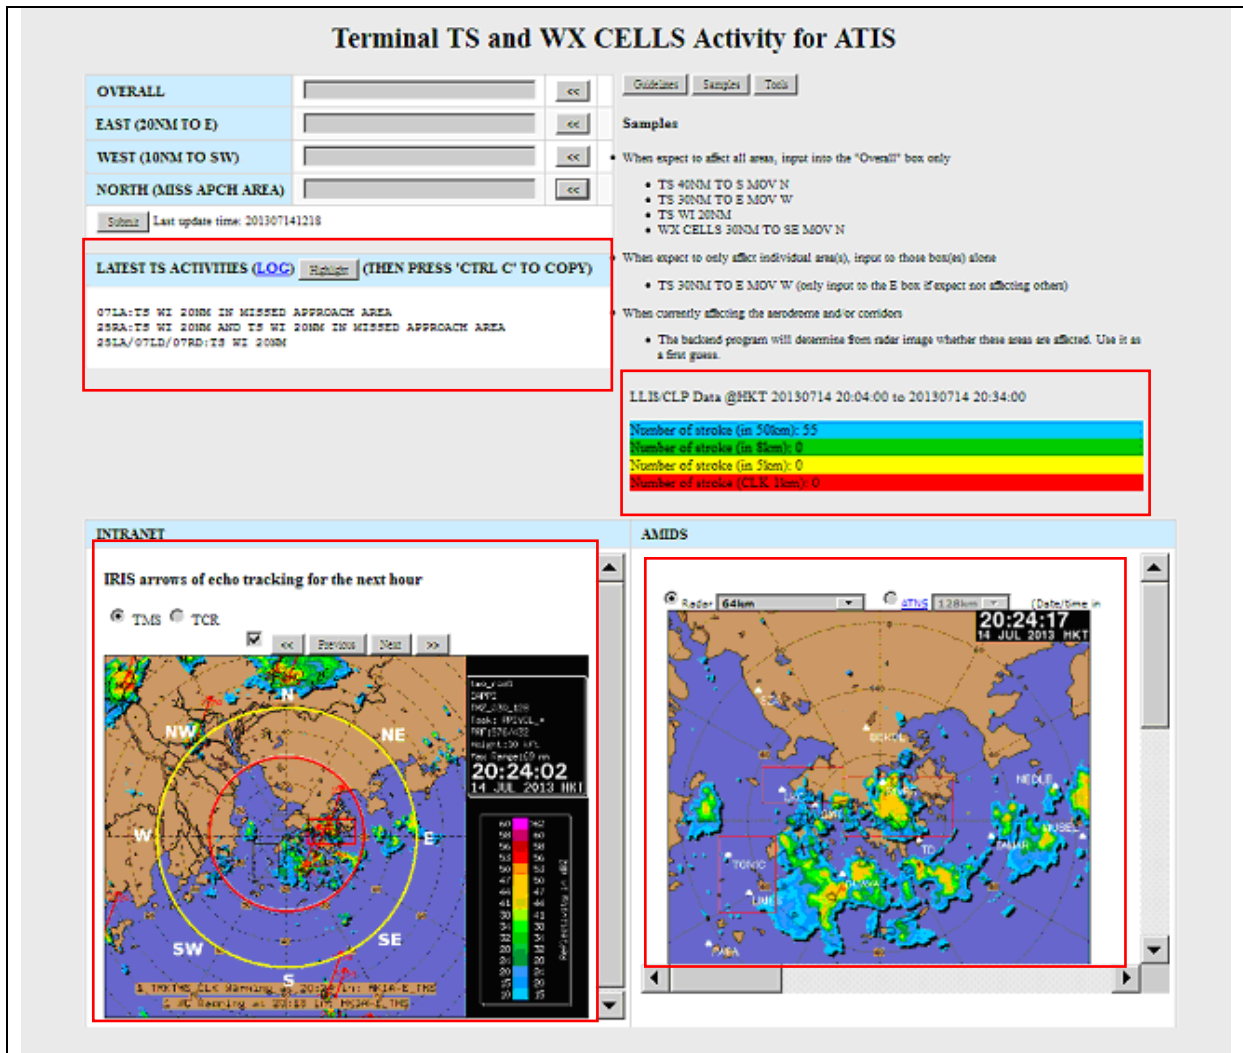 Terminal TS and WX CELLS Activity for ATIS
OVERALL
<<
EAST (20NM TO E)
<<
WEST (10NM TO SW)
<<
NORTH (MISS APCH AREA)
<<
Submit Last update time: 201307141218
LATEST TS ACTIVITIES (LOG) Highlight (THEN PRESS 'CTRL C' TO COPY)
07LA:TS WI 20NM IN MISSED APPROACH AREA
25RA:TS WI 20NM AND TS WI 20NM IN MISSED APPROACH AREA
25LA/07LD/07RD:TS WI 20NM
Guidelines Samples Tools
Samples
When expect to affect all areas, input into the "Overall" box only
TS 40NM TO S MOV N
TS 30NM TO E MOV W
TS WI 20NM
WX CELLS 30NM TO SE MOV N
When expect to only affect individual area(s), input to those box(es) alone
TS 30NM TO E MOV W (only input to the E box if expect not affecting others)
When currently affecting the aerodrome and/or corridors
The backend program will determine from radar image whether these areas are affected. Use it as
a first guess.
LLIS/CLP Data @HKT 20130714 20:04:00 to 20130714 20:34:00
Number of stroke (in 50km): 55
Number of stroke (in 8km): 0
Number of stroke (in 5km): 0
Number of stroke (CLK 1km): 0
INTRANET
IRIS arrows of echo tracking for the next hour
TMS TCR
<< Previous Next >>
N
NW
NE
W
E
SW
SE
S
20:24:02
14 JUL 2013 HKT
Reflectivity in dBZ
AMIDS
Radar 64km ATNS 128km (Date/time in
20:24:17
14 JUL 2013 HKT
NEDLE
TD
TONIC